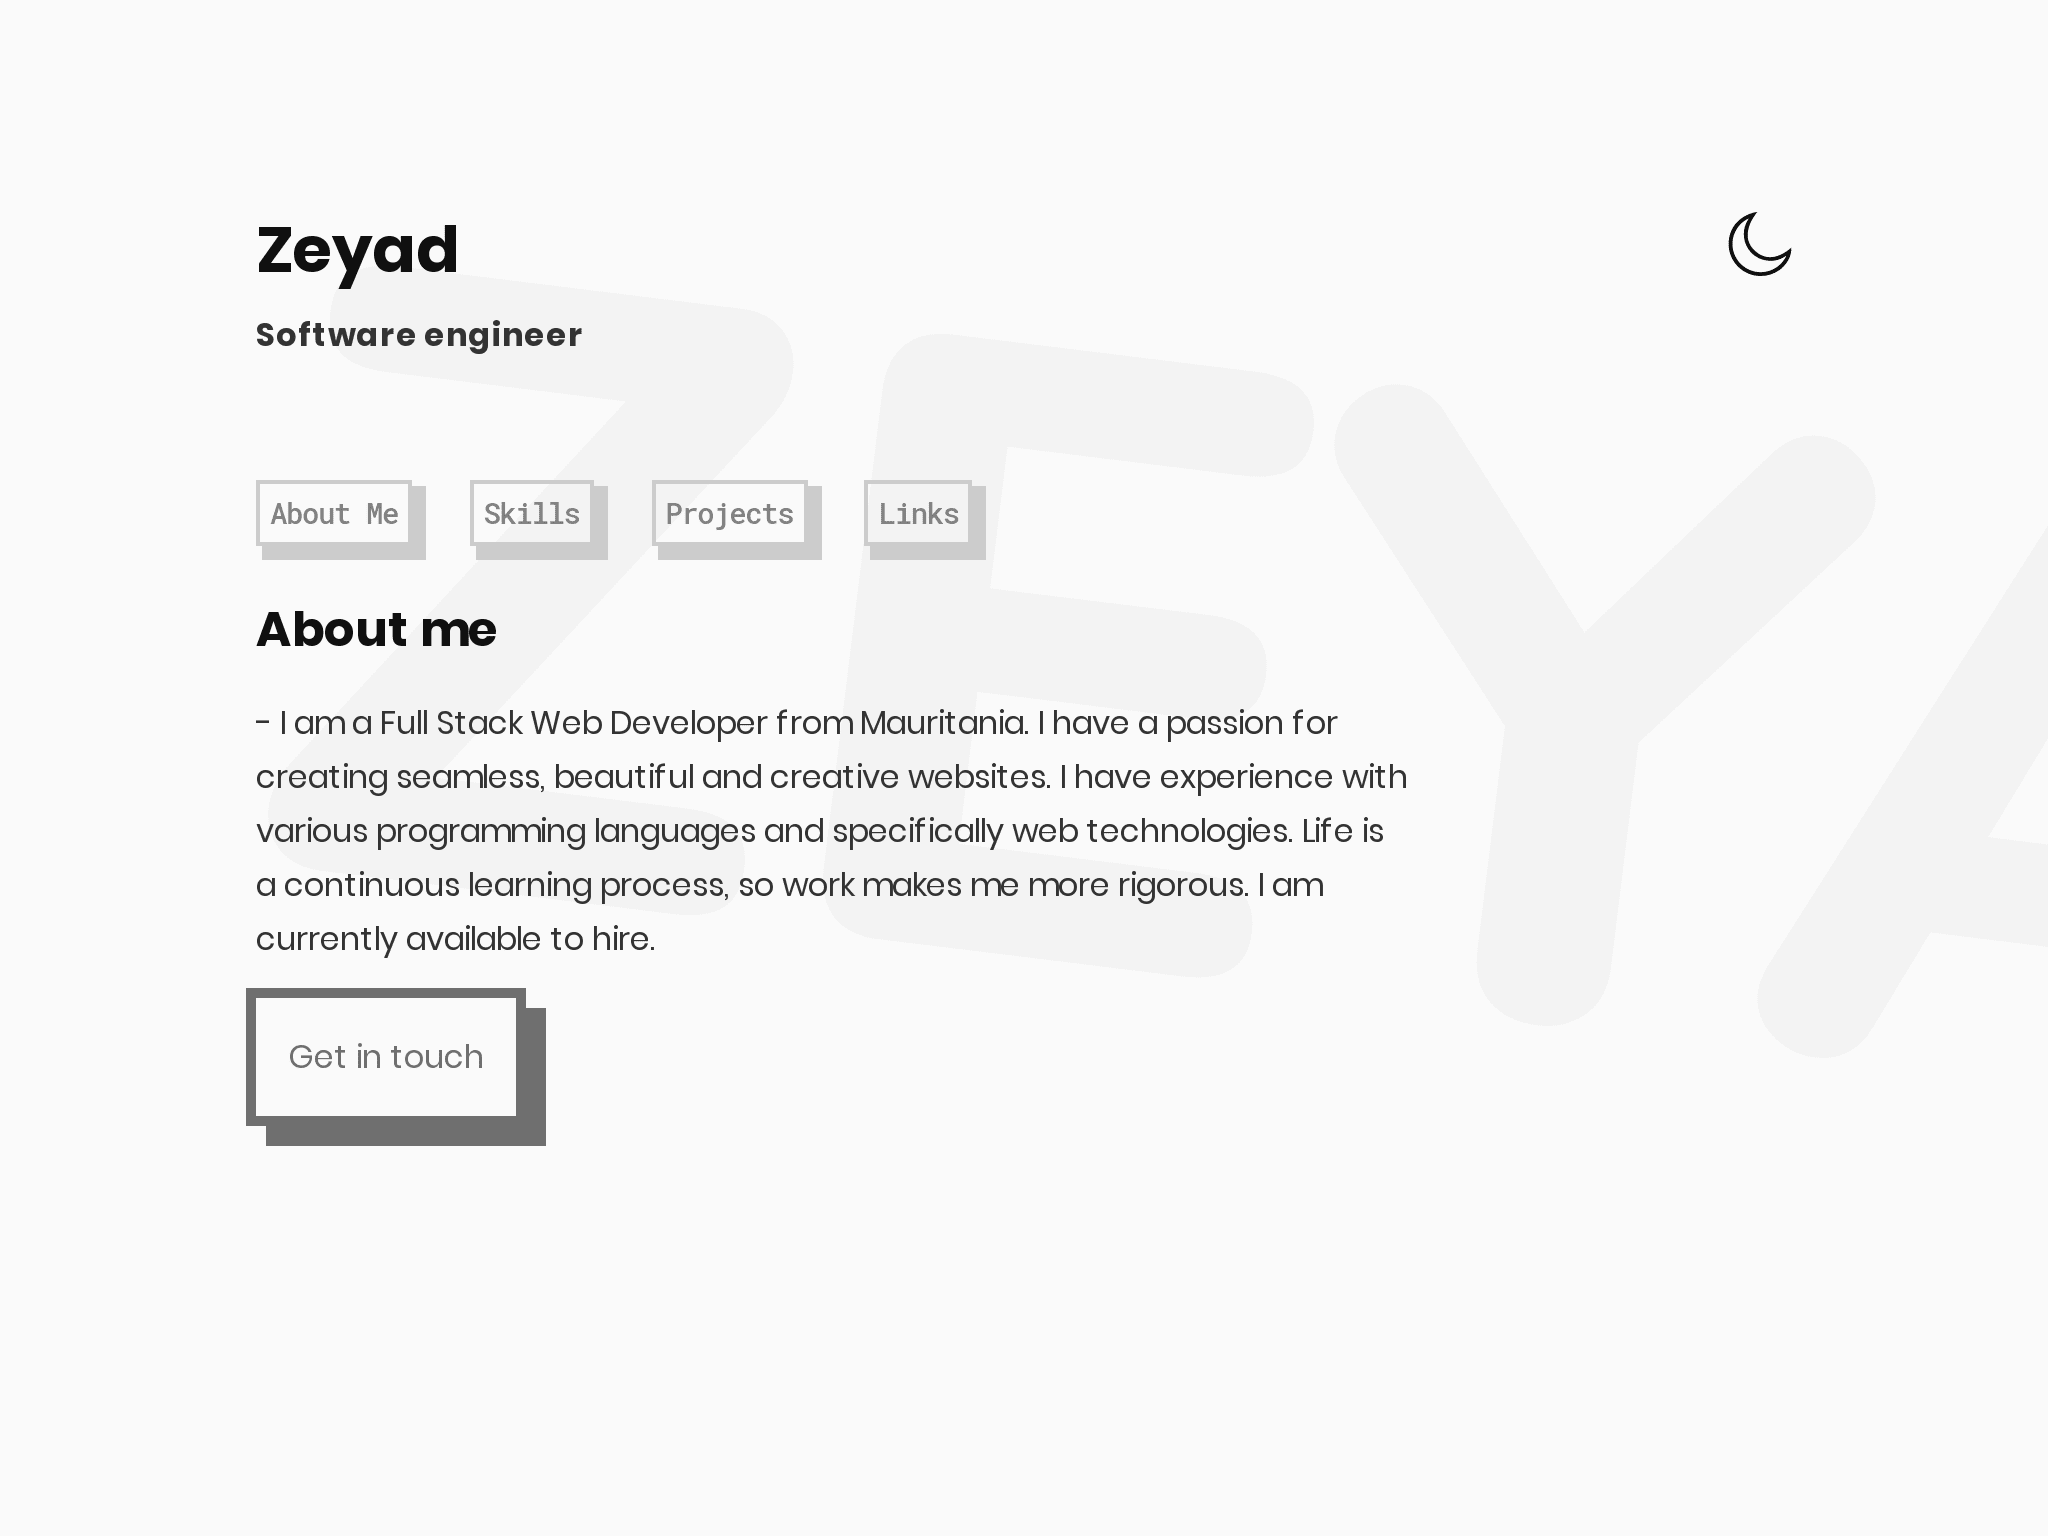 Zeyad
Software engineer
About Me Skills Projects Links
About me
- I am a Full Stack Web Developer from Mauritania. I have a passion for
creating seamless, beautiful and creative websites. I have experience with
various programming languages and specifically web technologies. Life is
a continuous learning process, so work makes me more rigorous. I am
currently available to hire.
Get in touch
ZEYA